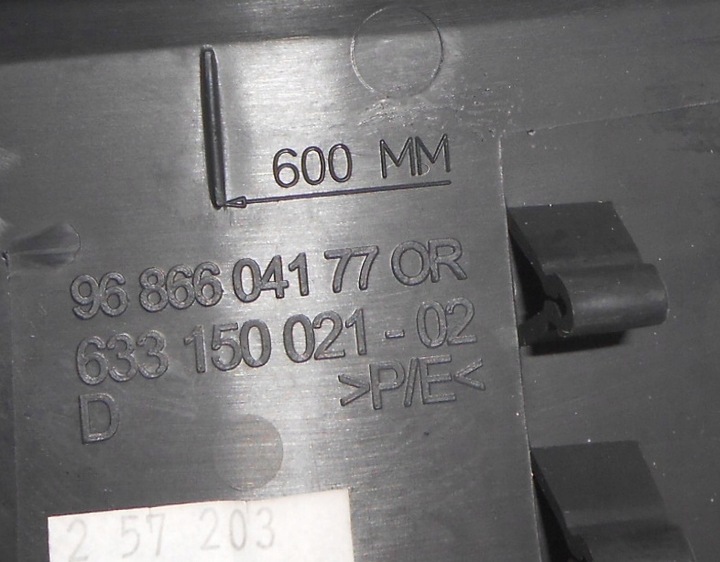 600 MM
96 866 041 77 OR
633 150 021 - 02
>P/E<
D
2 57 203